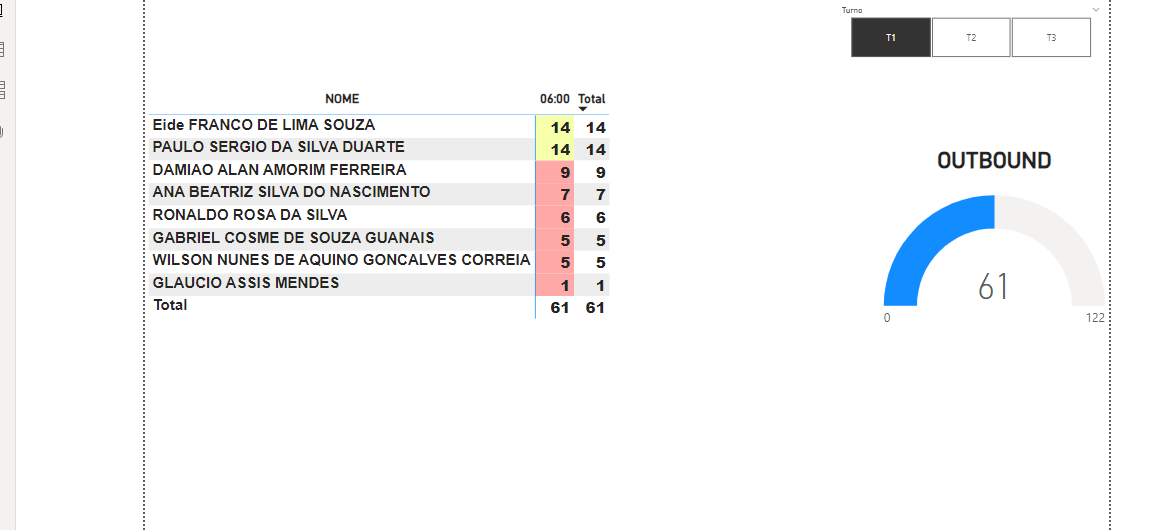 Turno
T1 T2 T3
NOME 06:00 Total
Eide FRANCO DE LIMA SOUZA 14 14
PAULO SERGIO DA SILVA DUARTE 14 14
DAMIAO ALAN AMORIM FERREIRA 9 9
ANA BEATRIZ SILVA DO NASCIMENTO 7 7
RONALDO ROSA DA SILVA 6 6
GABRIEL COSME DE SOUZA GUANAIS 5 5
WILSON NUNES DE AQUINO GONCALVES CORREIA 5 5
GLAUCIO ASSIS MENDES 1 1
Total 61 61
OUTBOUND
61
0 122